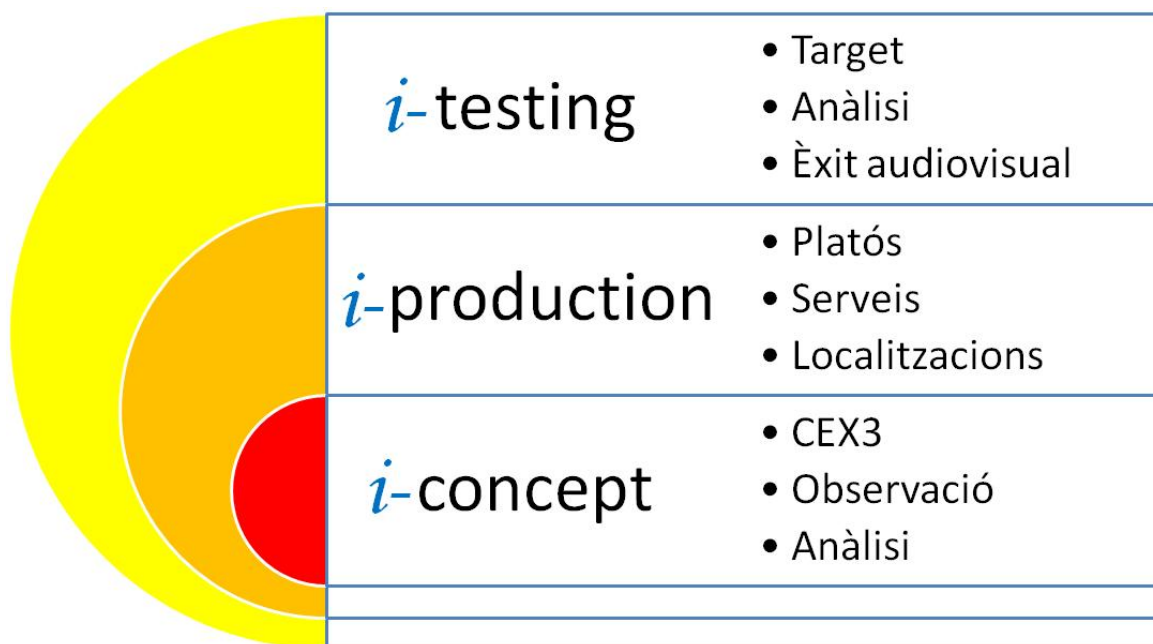 i-testing
• Target
• Anàlisi
• Èxit audiovisual
i-production
• Platós
• Serveis
• Localitzacions
i-concept
• CEX3
• Observació
• Anàlisi